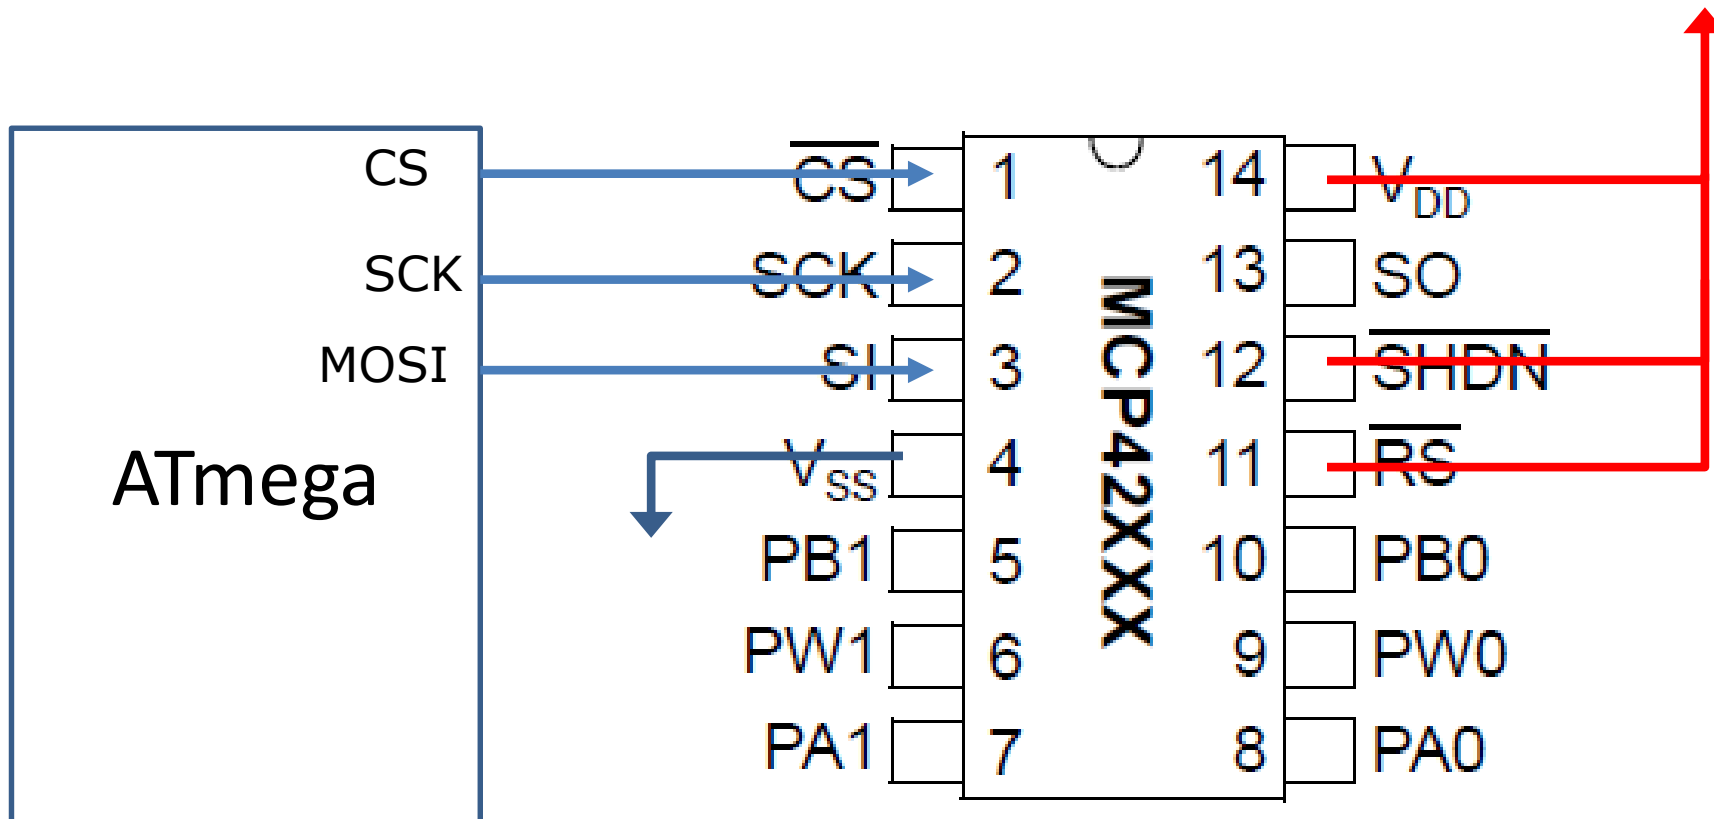 CS
SCK
MOSI
ATmega
CS 1 14 VDD
SCK 2 13 SO
SI 3 12 SHDN
VSS 4 11 RS
PB1 5 10 PB0
PW1 6 9 PW0
PA1 7 8 PA0
MCP42XXX